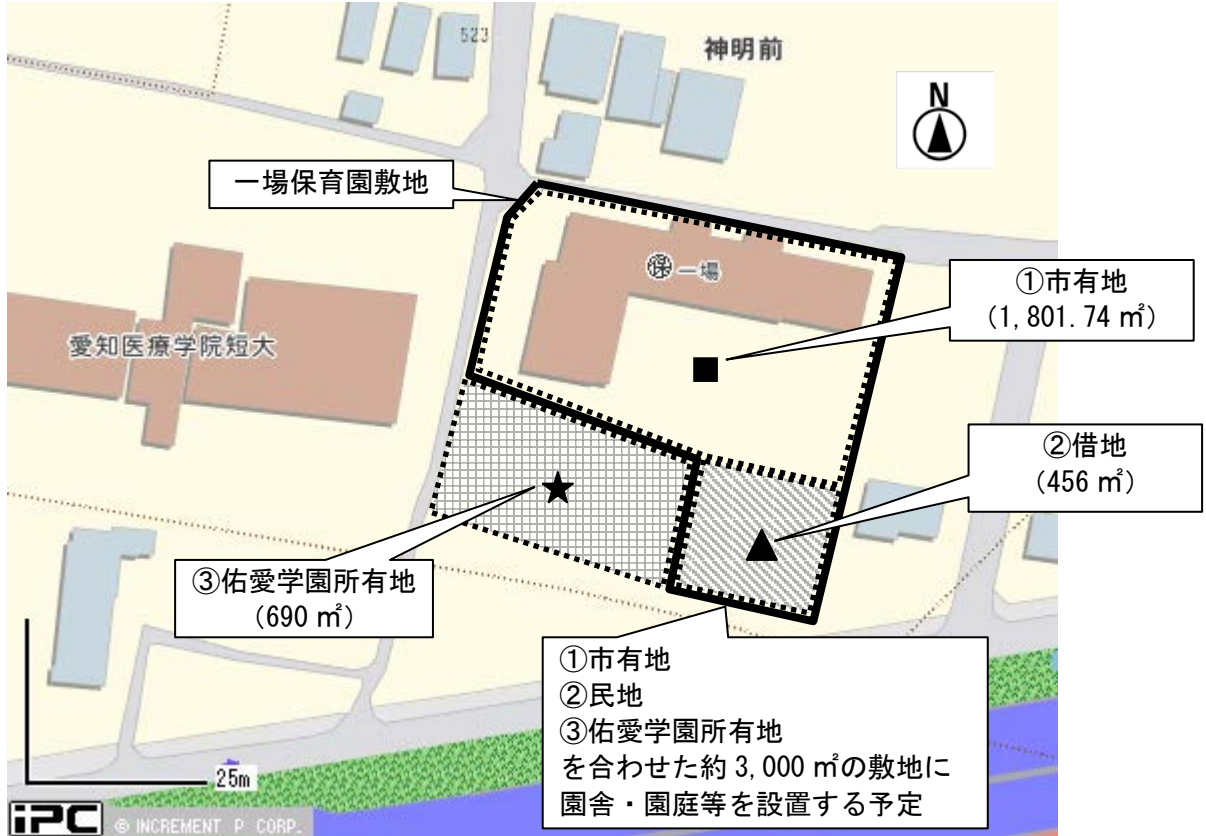 523
神明前
N
一場保育園敷地
保 一場
①市有地
(1,801.74 ㎡)
愛知医療学院短大
②借地
(456 ㎡)
③佑愛学園所有地
(690 ㎡)
①市有地
②民地
③佑愛学園所有地
を合わせた約 3,000 ㎡の敷地に
園舎・園庭等を設置する予定
25m
iPC © INCREMENT P CORP.